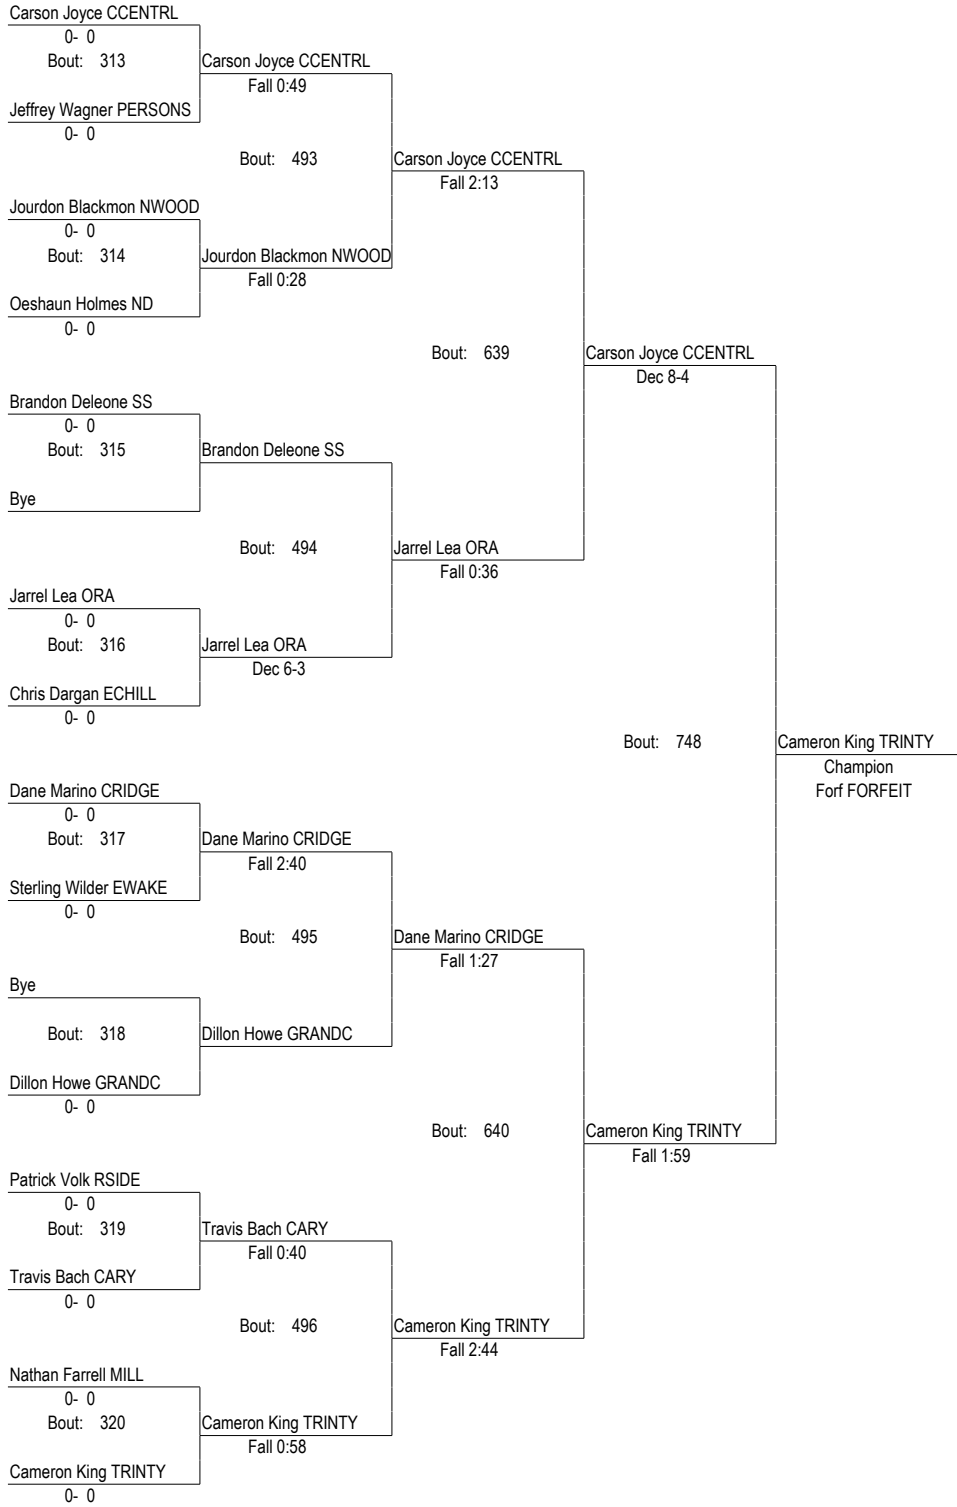 Carson Joyce CCENTRL
0- 0
Bout: 313
Carson Joyce CCENTRL
Fall 0:49
Jeffrey Wagner PERSONS
0- 0
Bout: 493
Carson Joyce CCENTRL
Fall 2:13
Jourdon Blackmon NWOOD
0- 0
Bout: 314
Jourdon Blackmon NWOOD
Fall 0:28
Oeshaun Holmes ND
0- 0
Bout: 639
Carson Joyce CCENTRL
Dec 8-4
Brandon Deleone SS
0- 0
Bout: 315
Brandon Deleone SS
Bye
Bout: 494
Jarrel Lea ORA
Fall 0:36
Jarrel Lea ORA
0- 0
Bout: 316
Jarrel Lea ORA
Dec 6-3
Chris Dargan ECHILL
0- 0
Bout: 748
Cameron King TRINTY
Champion
Forf FORFEIT
Dane Marino CRIDGE
0- 0
Bout: 317
Dane Marino CRIDGE
Fall 2:40
Sterling Wilder EWAKE
0- 0
Bout: 495
Dane Marino CRIDGE
Fall 1:27
Bye
Bout: 318
Dillon Howe GRANDC
Dillon Howe GRANDC
0- 0
Bout: 640
Cameron King TRINTY
Fall 1:59
Patrick Volk RSIDE
0- 0
Bout: 319
Travis Bach CARY
Fall 0:40
Travis Bach CARY
0- 0
Bout: 496
Cameron King TRINTY
Fall 2:44
Nathan Farrell MILL
0- 0
Bout: 320
Cameron King TRINTY
Fall 0:58
Cameron King TRINTY
0- 0